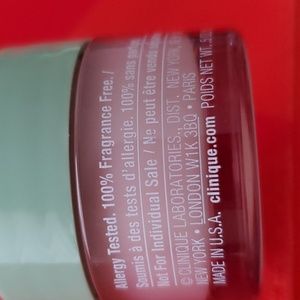 Allergy Tested. 100% Fragrance Free. /
Soumis à des tests d'allergie. 100% sans
Not For Individual Sale / Ne peut être vendu
© CLINIQUE LABORATORIES, DIST. NEW YORK,
NEW YORK • LONDON W1K 3BQ • PARIS
MADE IN U.S.A. clinique.com POIDS NET WT.